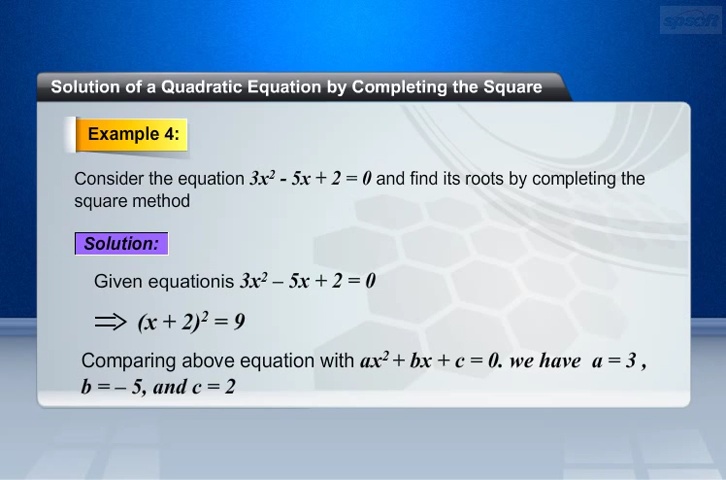 spsoft
Solution of a Quadratic Equation by Completing the Square
Example 4:
Consider the equation 3x² - 5x + 2 = 0 and find its roots by completing the
square method
Solution:
Given equationis 3x² – 5x + 2 = 0
⟹ (x + 2)² = 9
Comparing above equation with ax² + bx + c = 0. we have a = 3 ,
b = – 5, and c = 2